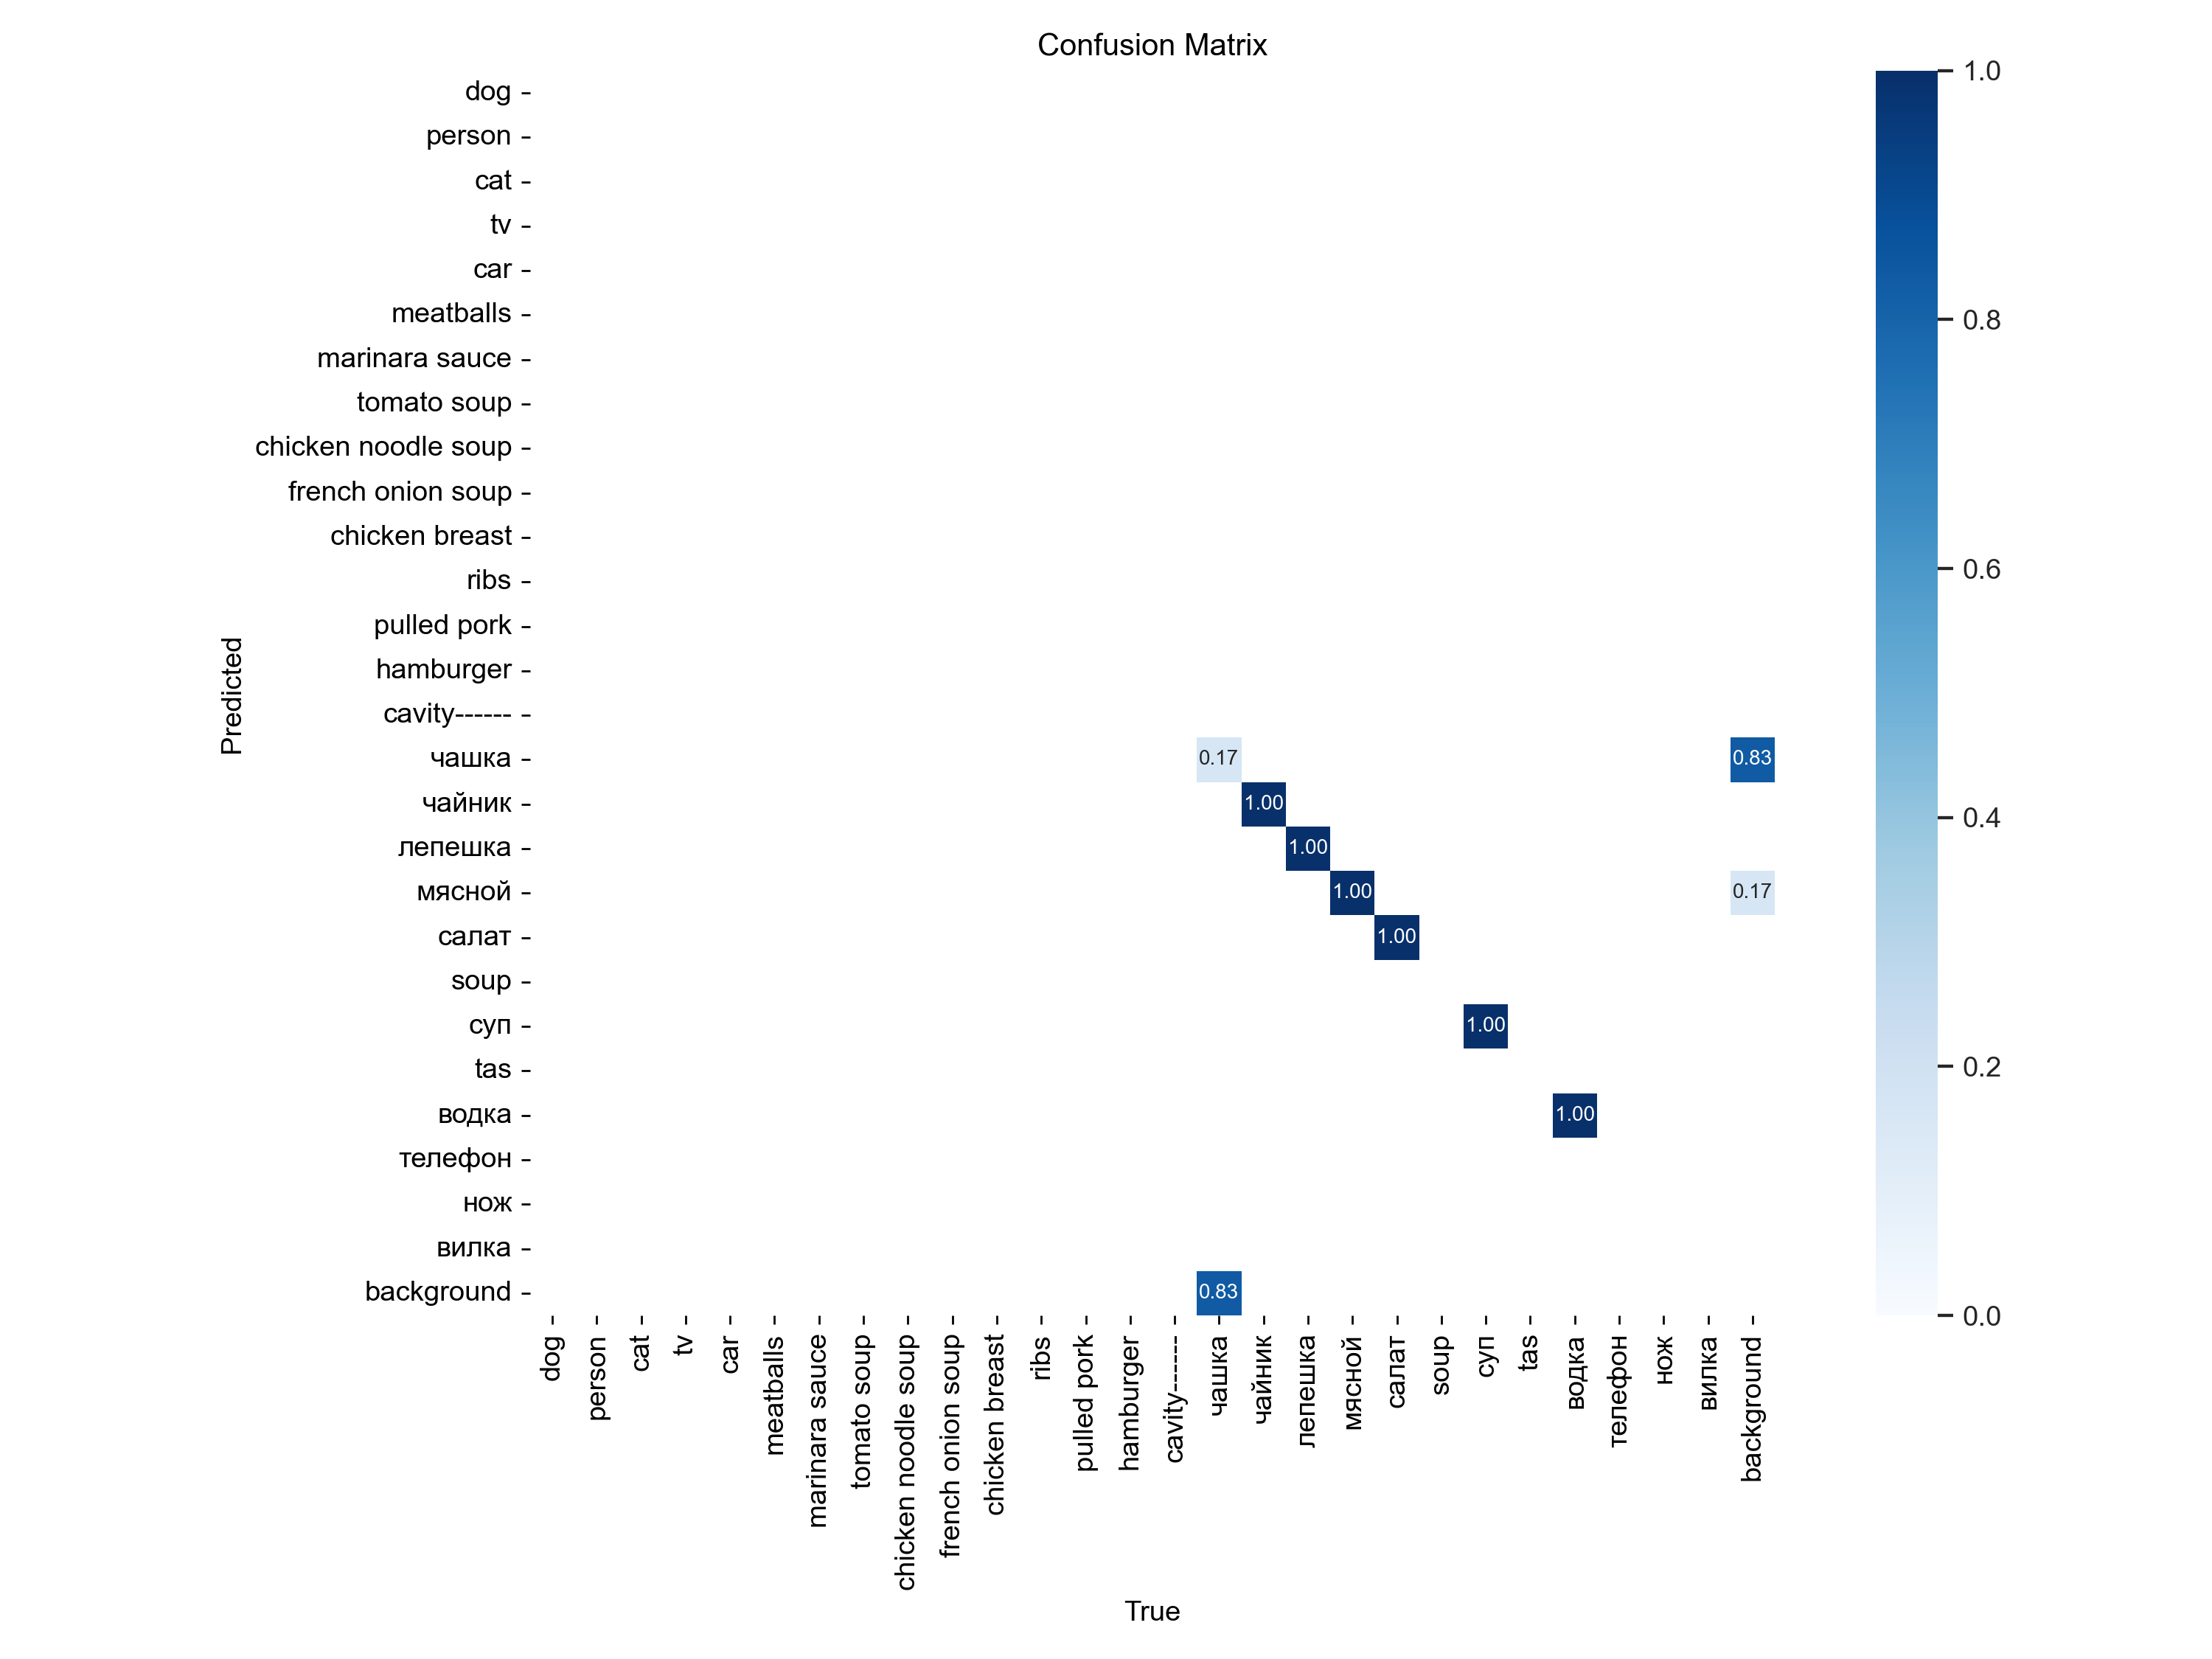 Confusion Matrix
dog
person
cat
tv
car
meatballs
marinara sauce
tomato soup
chicken noodle soup
french onion soup
chicken breast
ribs
pulled pork
hamburger
cavity------
чашка
чайник
лепешка
мясной
салат
soup
суп
tas
водка
телефон
нож
вилка
background
Predicted
0.17 0.83
1.00
1.00
1.00 0.17
1.00
1.00
1.00
0.83
dog
person
cat
tv
car
meatballs
marinara sauce
tomato soup
chicken noodle soup
french onion soup
chicken breast
ribs
pulled pork
hamburger
cavity------
чашка
чайник
лепешка
мясной
салат
soup
суп
tas
водка
телефон
нож
вилка
background
True
1.0
0.8
0.6
0.4
0.2
0.0